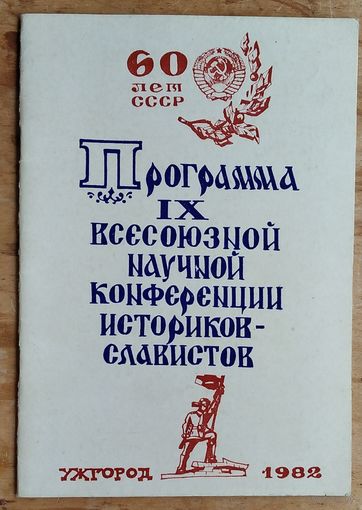 60
лет
СССР
Программа
IX
Всесоюзной
научной
конференции
историков-
славистов
Ужгород 1982